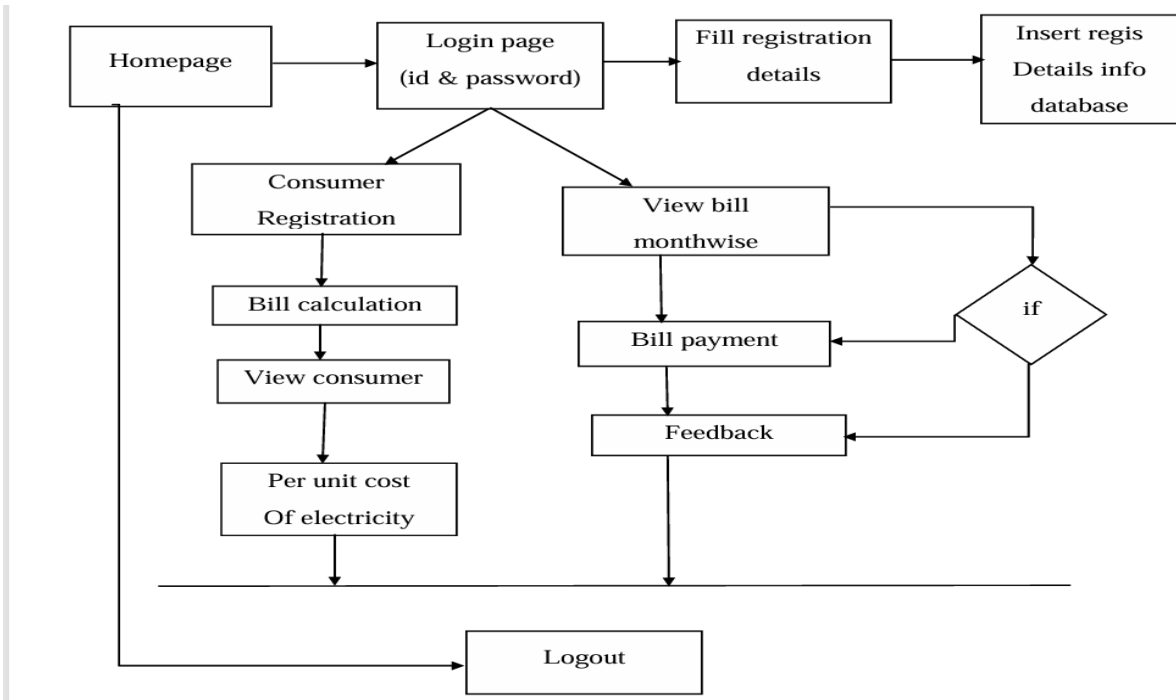 Homepage
Login page
(id & password)
Fill registration
details
Insert regis
Details info
database
Consumer
Registration
View bill
monthwise
Bill calculation
if
Bill payment
View consumer
Feedback
Per unit cost
Of electricity
Logout